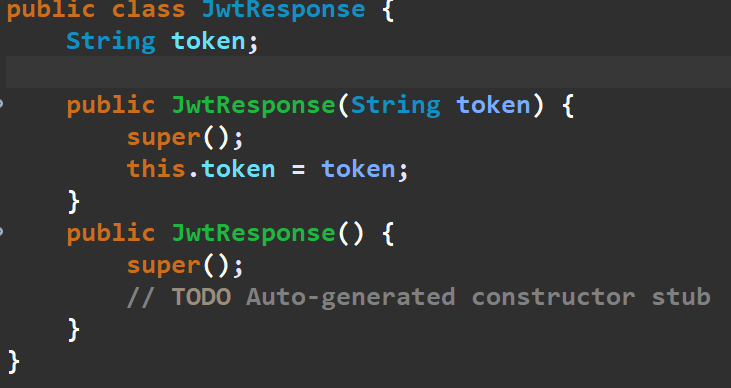 public class JwtResponse {
String token;
public JwtResponse(String token) {
super();
this.token = token;
}
public JwtResponse() {
super();
// TODO Auto-generated constructor stub
}
}